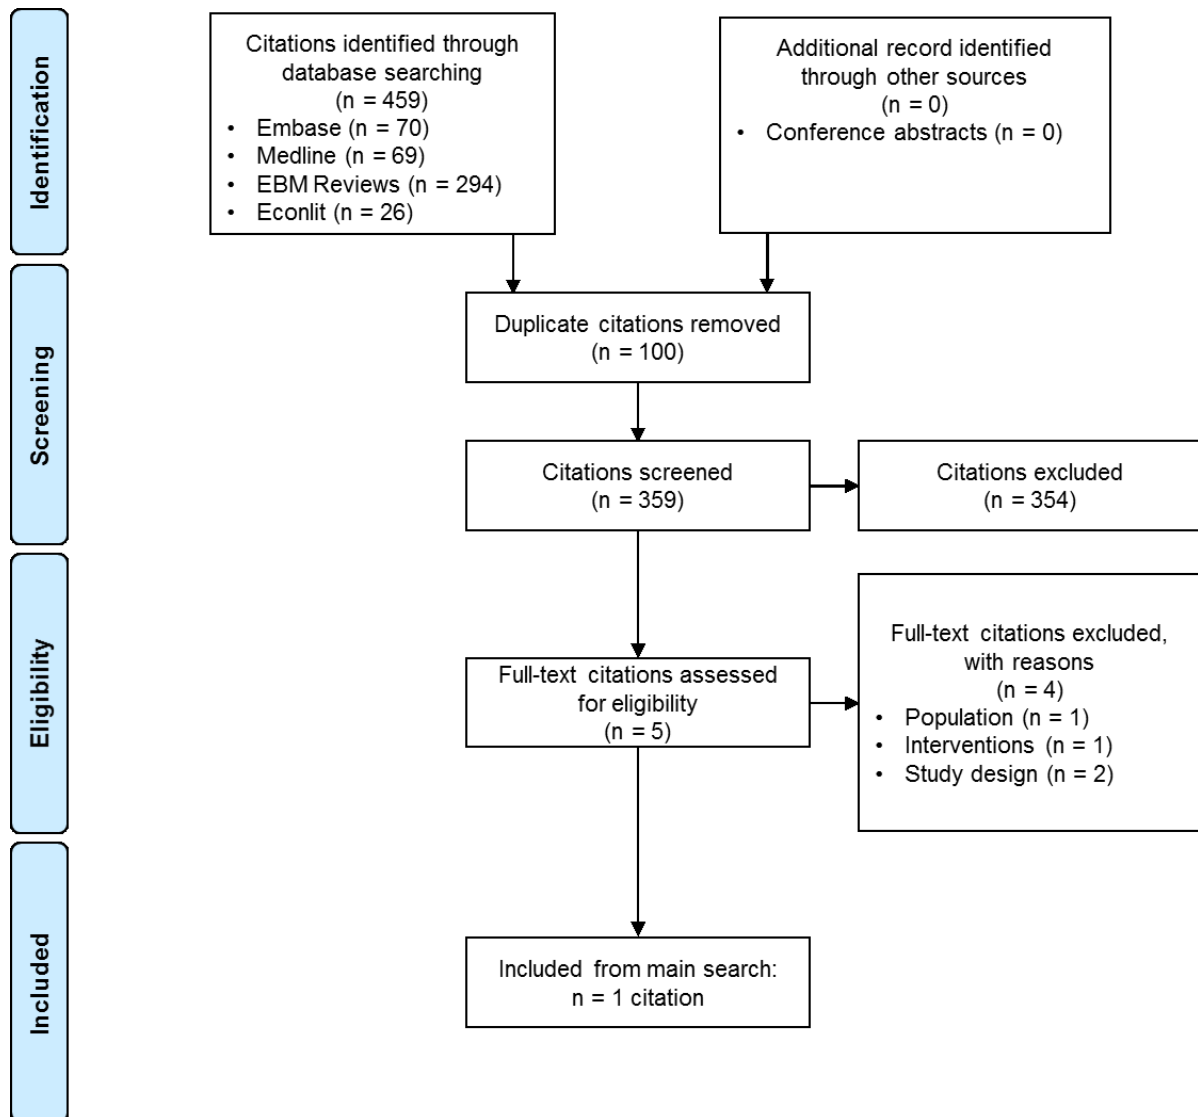 Identification
Citations identified through
database searching
(n = 459)
• Embase (n = 70)
• Medline (n = 69)
• EBM Reviews (n = 294)
• Econlit (n = 26)
Additional record identified
through other sources
(n = 0)
• Conference abstracts (n = 0)
Screening
Duplicate citations removed
(n = 100)
Citations screened
(n = 359)
Citations excluded
(n = 354)
Eligibility
Full-text citations assessed
for eligibility
(n = 5)
Full-text citations excluded,
with reasons
(n = 4)
• Population (n = 1)
• Interventions (n = 1)
• Study design (n = 2)
Included
Included from main search:
n = 1 citation